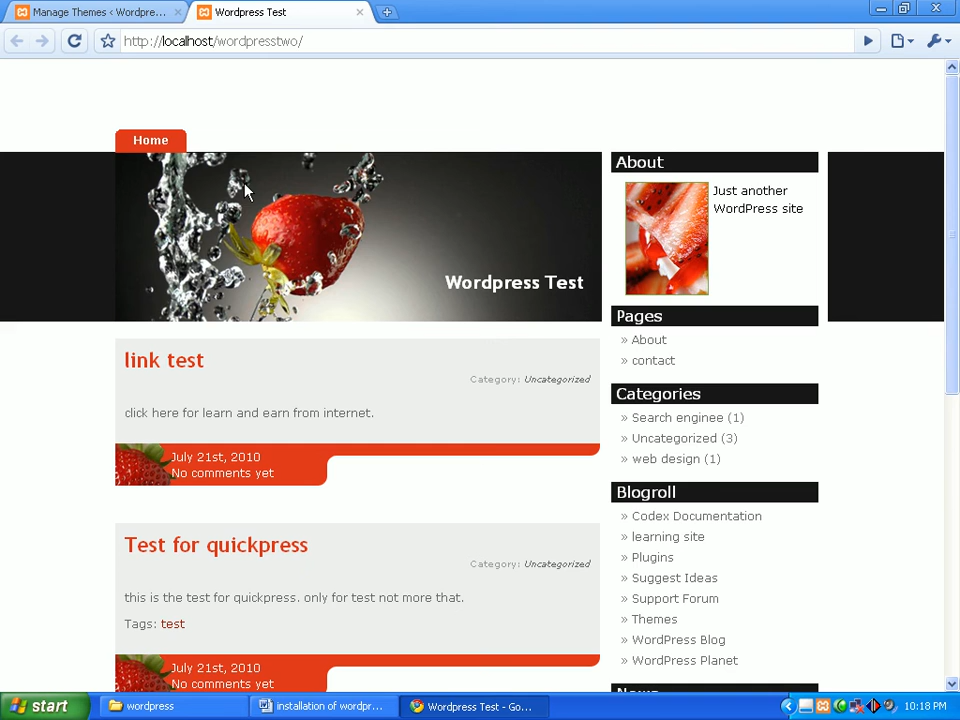 Manage Themes < Wordpre...
Wordpress Test
http://localhost/wordpresstwo/
Home
Wordpress Test
About
Just another
WordPress site
Pages
» About
» contact
Categories
» Search enginee (1)
» Uncategorized (3)
» web design (1)
Blogroll
» Codex Documentation
» learning site
» Plugins
» Suggest Ideas
» Support Forum
» Themes
» WordPress Blog
» WordPress Planet
News
link test
Category: Uncategorized
click here for learn and earn from internet.
July 21st, 2010
No comments yet
Test for quickpress
Category: Uncategorized
this is the test for quickpress. only for test not more that.
Tags: test
July 21st, 2010
No comments yet
start
wordpress
installation of wordpr...
Wordpress Test - Go...
10:18 PM